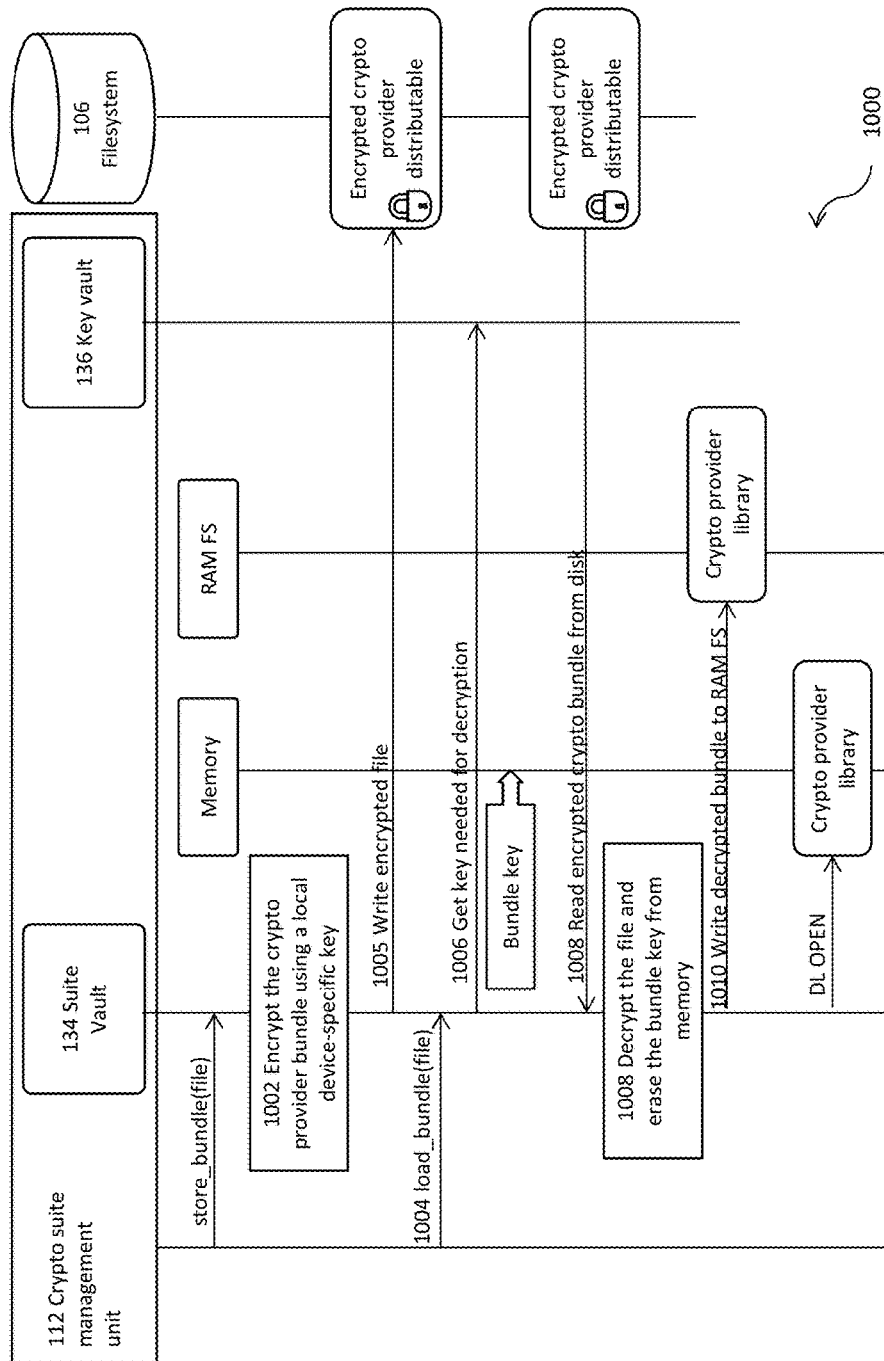 112 Crypto suite
management
unit
134 Suite
Vault
136 Key vault
106
Filesystem
Memory
RAM FS
store_bundle(file)
1002 Encrypt the crypto
provider bundle using a local
device-specific key
1005 Write encrypted file
Encrypted crypto
provider
distributable
1004 load_bundle(file)
1006 Get key needed for decryption
Bundle key
1008 Read encrypted crypto bundle from disk
Encrypted crypto
provider
distributable
1008 Decrypt the file and
erase the bundle key from
memory
1010 Write decrypted bundle to RAM FS
Crypto provider
library
DL OPEN
Crypto provider
library
1000